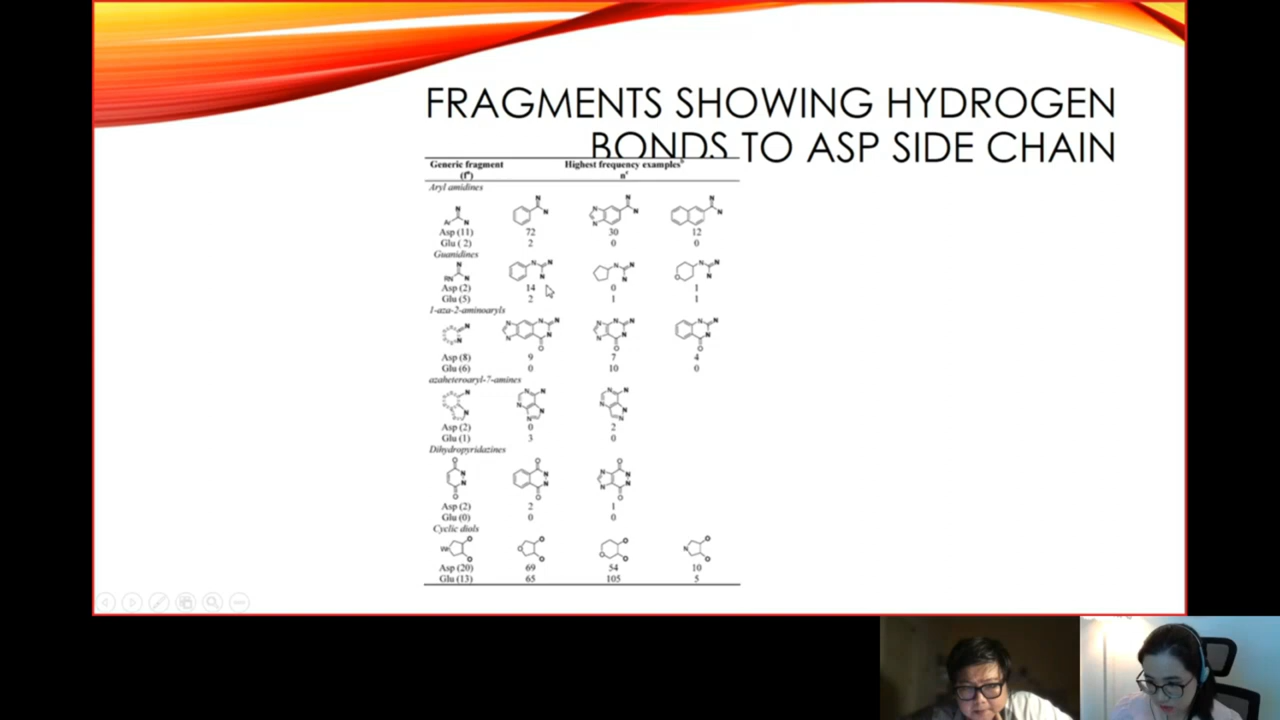 FRAGMENTS SHOWING HYDROGEN
BONDS TO ASP SIDE CHAIN
Generic fragment Highest frequency examples
Aryl amidines
Asp (11) 72 30 12
Glu ( 2) 2 0 0
Guanidines
Asp (2) 14 0 1
Glu (5) 2 1 1
1-aza-2-aminoaryls
Asp (8) 9 7 4
Glu (6) 0 10 0
azaheteroaryl-7-amines
Asp (2) 0 2
Glu (1) 3 0
Dihydropyridazines
Asp (2) 2 1
Glu (0) 0 0
Cyclic diols
Asp (20) 69 54 10
Glu (13) 65 105 5